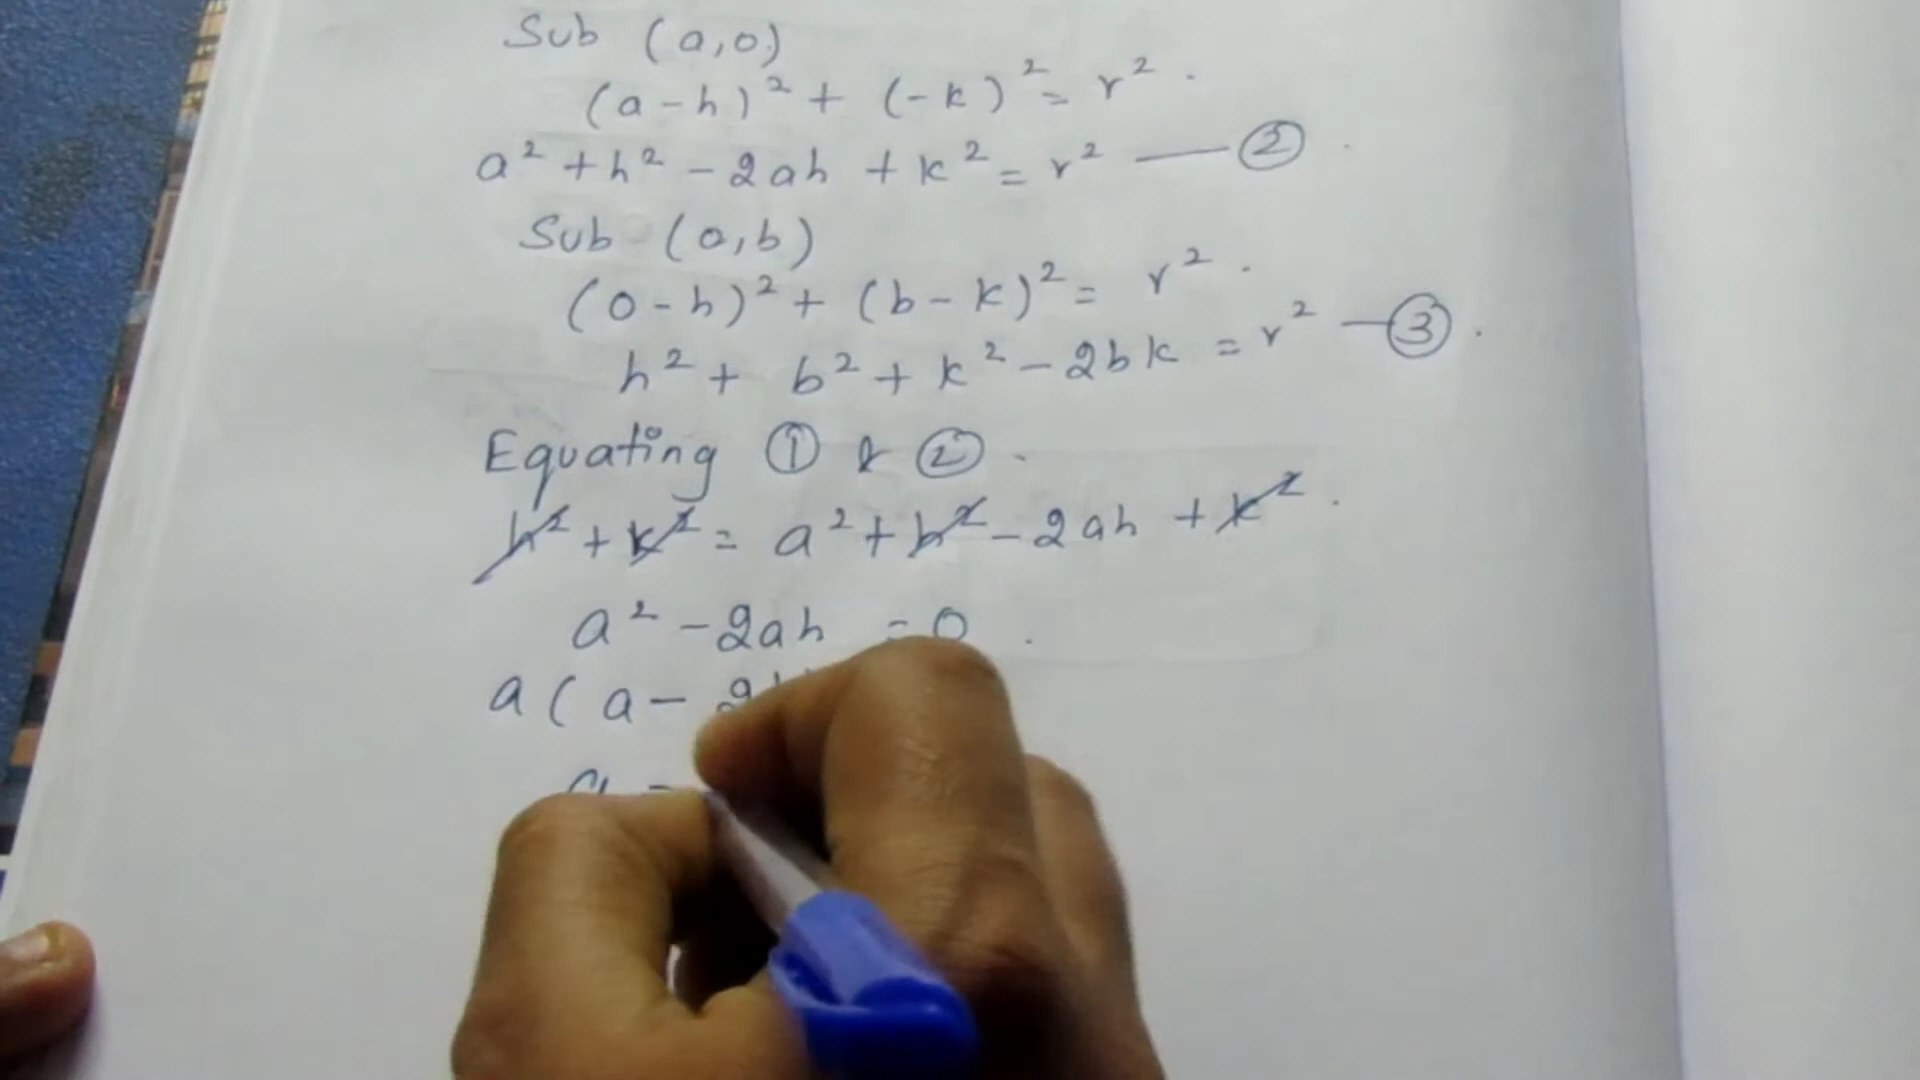 Sub (a,0)
(a-h)² + (-k)² = r².
a² + h² - 2ah + k² = r² — ②
Sub (0,b)
(0-h)² + (b-k)² = r².
h² + b² + k² - 2bk = r² — ③.
Equating ① & ②.
h² + k² = a² + h² - 2ah + k².
a² - 2ah = 0.
a ( a - 2h
a =